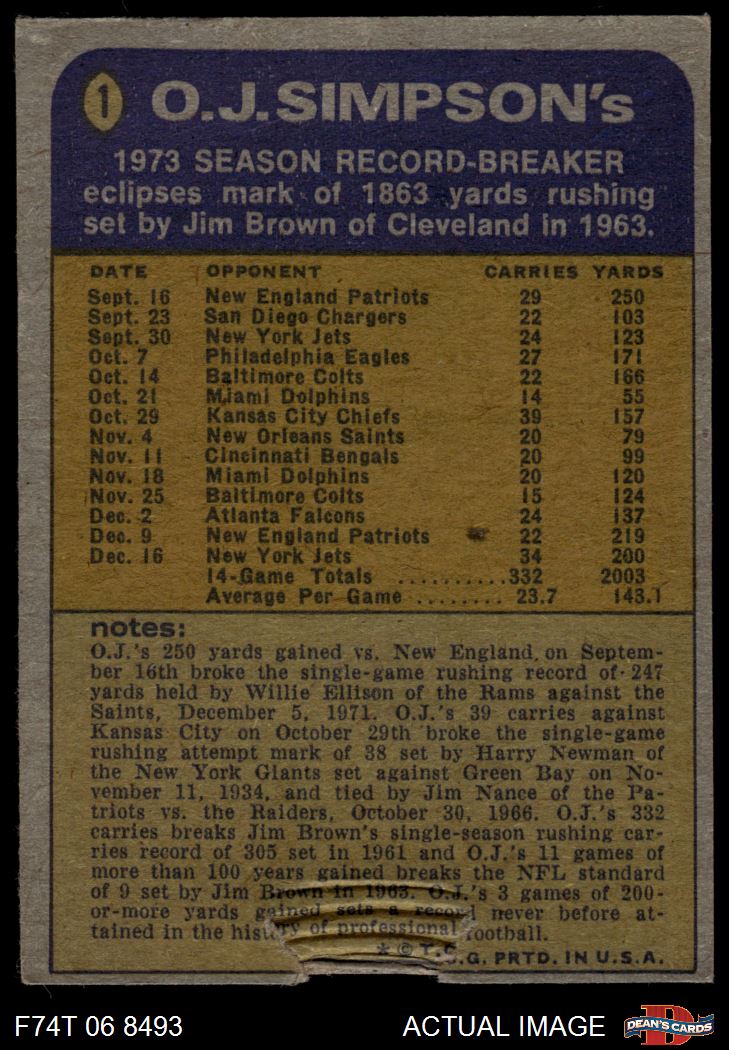 1 O.J. SIMPSON's
1973 SEASON RECORD-BREAKER
eclipses mark of 1863 yards rushing
set by Jim Brown of Cleveland in 1963.
DATE OPPONENT CARRIES YARDS
Sept. 16 New England Patriots 29 250
Sept. 23 San Diego Chargers 22 103
Sept. 30 New York Jets 24 123
Oct. 7 Philadelphia Eagles 27 171
Oct. 14 Baltimore Colts 22 166
Oct. 21 Miami Dolphins 14 55
Oct. 29 Kansas City Chiefs 39 157
Nov. 4 New Orleans Saints 20 79
Nov. 11 Cincinnati Bengals 20 99
Nov. 18 Miami Dolphins 20 120
Nov. 25 Baltimore Colts 15 124
Dec. 2 Atlanta Falcons 24 137
Dec. 9 New England Patriots 22 219
Dec. 16 New York Jets 34 200
14-Game Totals ..........332 2003
Average Per Game ........ 23.7 143.1
notes:
O.J.'s 250 yards gained vs. New England, on Septem-
ber 16th broke the single-game rushing record of 247
yards held by Willie Ellison of the Rams against the
Saints, December 5, 1971. O.J.'s 39 carries against
Kansas City on October 29th broke the single-game
rushing attempt mark of 38 set by Harry Newman of
the New York Giants set against Green Bay on No-
vember 11, 1934, and tied by Jim Nance of the Pa-
triots vs. the Raiders, October 30, 1966. O.J.'s 332
carries breaks Jim Brown's single-season rushing car-
ries record of 305 set in 1961 and O.J.'s 11 games of
more than 100 years gained breaks the NFL standard
of 9 set by Jim Brown in 1963. O.J.'s 3 games of 200-
or-more yards gained sets a record never before at-
tained in the history of professional football.
* © T.C.G. PRTD. IN U.S.A.
F74T 06 8493 ACTUAL IMAGE DEAN'S CARDS